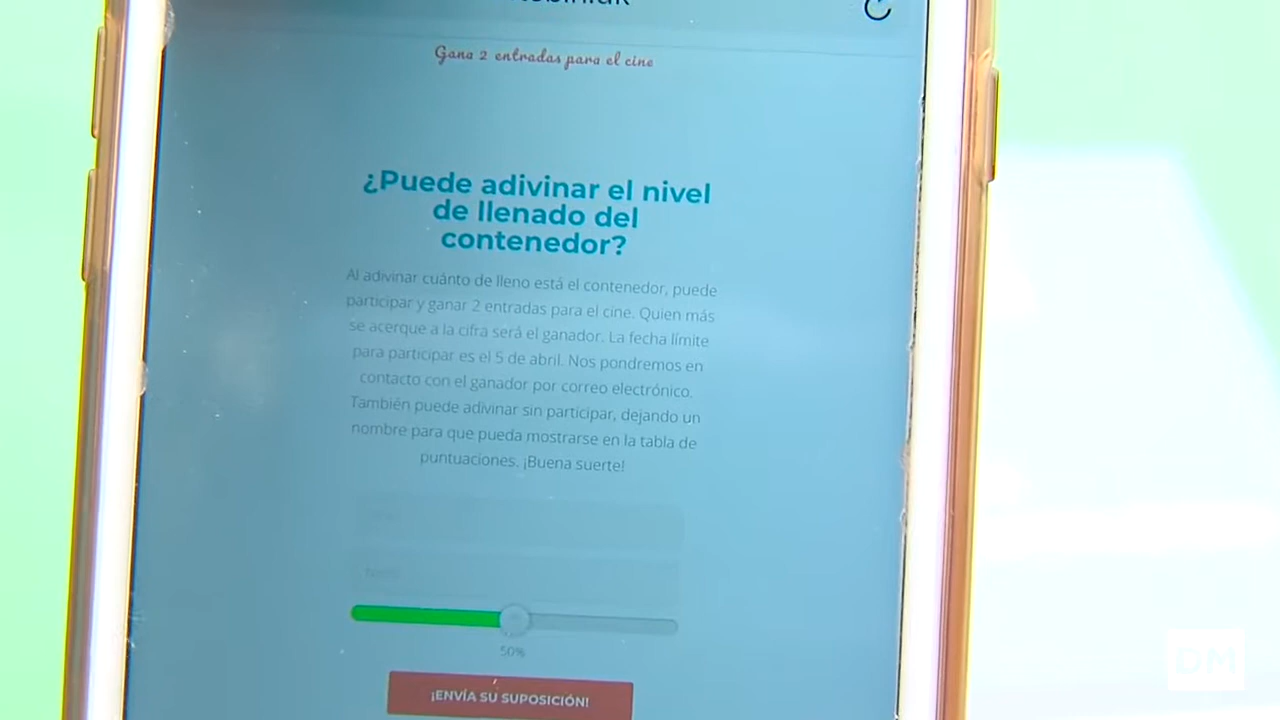 Gana 2 entradas para el cine
¿Puede adivinar el nivel
de llenado del
contenedor?
Al adivinar cuánto de lleno está el contenedor, puede
participar y ganar 2 entradas para el cine. Quien más
se acerque a la cifra será el ganador. La fecha límite
para participar es el 5 de abril. Nos pondremos en
contacto con el ganador por correo electrónico.
También puede adivinar sin participar, dejando un
nombre para que pueda mostrarse en la tabla de
puntuaciones. ¡Buena suerte!
50%
¡ENVÍA SU SUPOSICIÓN!
DM